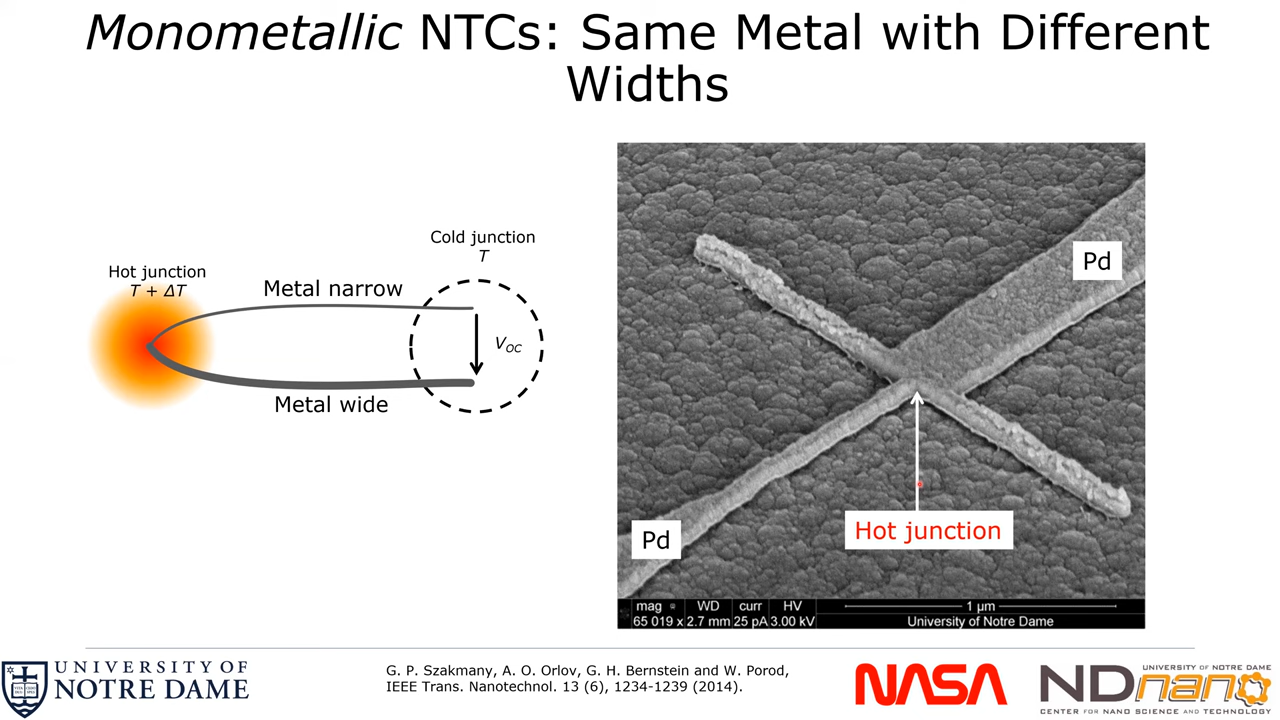 Monometallic NTCs: Same Metal with Different
Widths
Cold junction
T
Hot junction
T + ΔT
Metal narrow
V_OC
Metal wide
Pd
Pd
Hot junction
mag WD curr HV 1 µm
65 019 x 2.7 mm 25 pA 3.00 kV University of Notre Dame
UNIVERSITY OF
NOTRE DAME
G. P. Szakmany, A. O. Orlov, G. H. Bernstein and W. Porod,
IEEE Trans. Nanotechnol. 13 (6), 1234-1239 (2014).
NASA
UNIVERSITY OF NOTRE DAME
NDnano
CENTER FOR NANO SCIENCE AND TECHNOLOGY